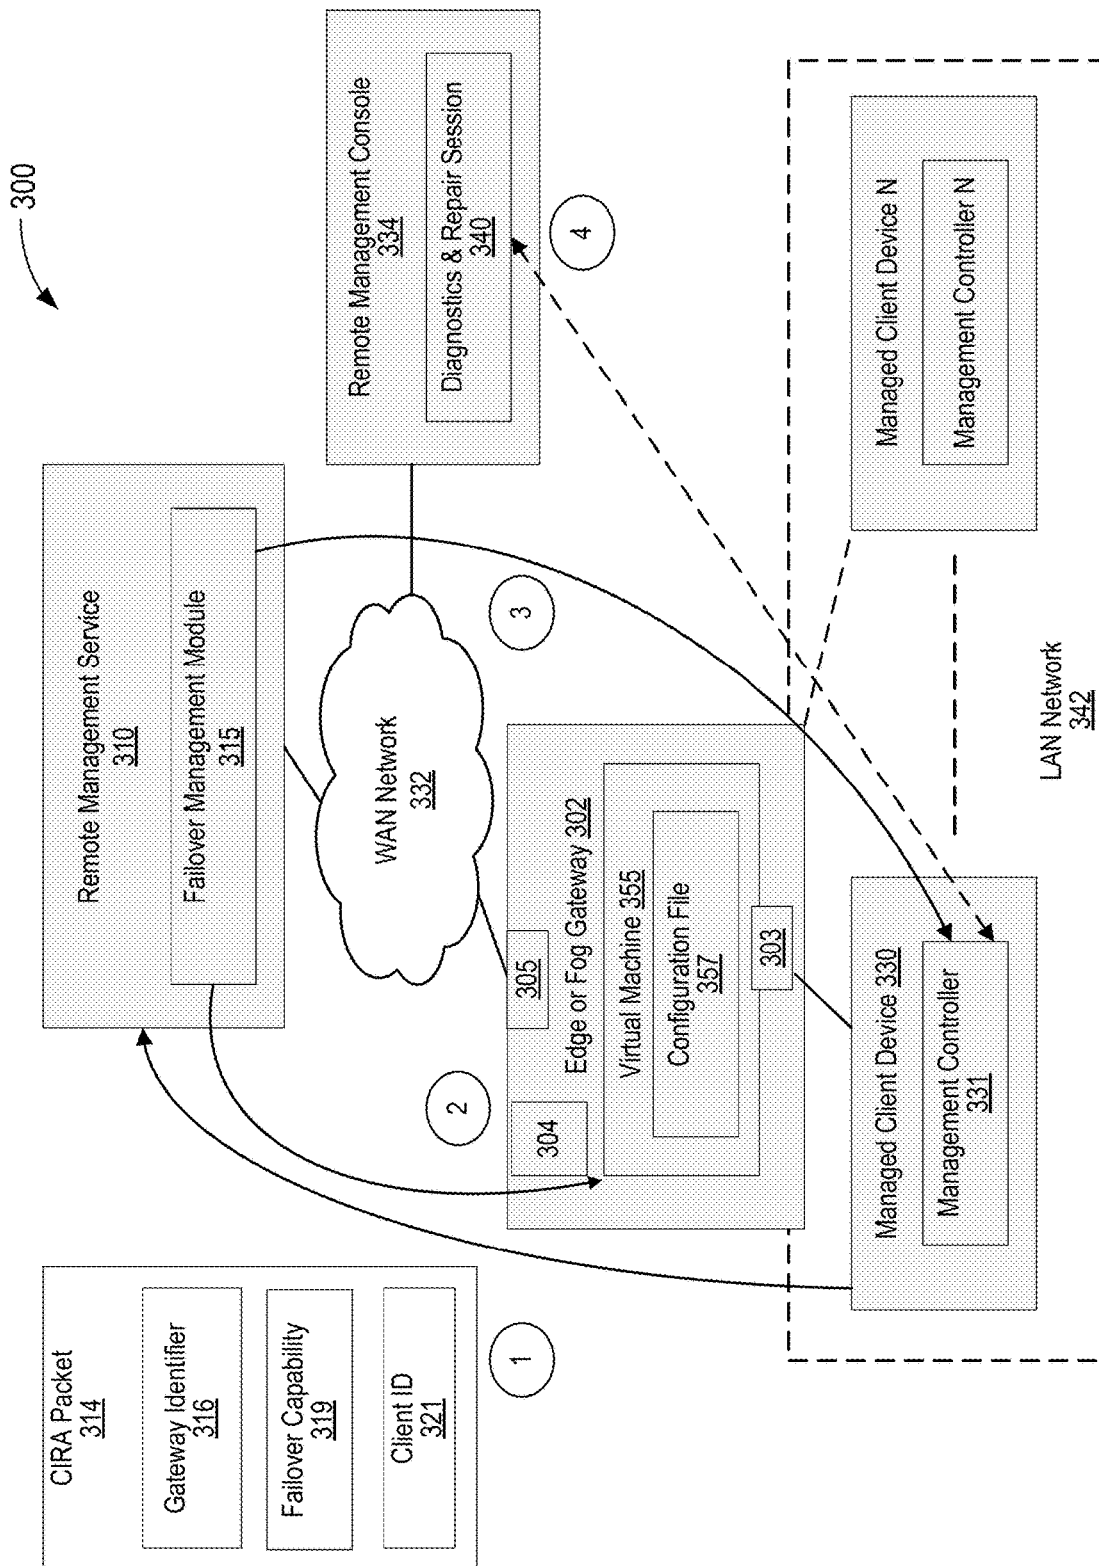 300
CIRA Packet
314
Gateway Identifier
316
Failover Capability
319
Client ID
321
1
Remote Management Service
310
Failover Management Module
315
2
WAN Network
332
3
Remote Management Console
334
Diagnostics & Repair Session
340
4
304
305
Edge or Fog Gateway 302
Virtual Machine 355
Configuration File
357
303
Managed Client Device 330
Management Controller
331
Managed Client Device N
Management Controller N
LAN Network
342